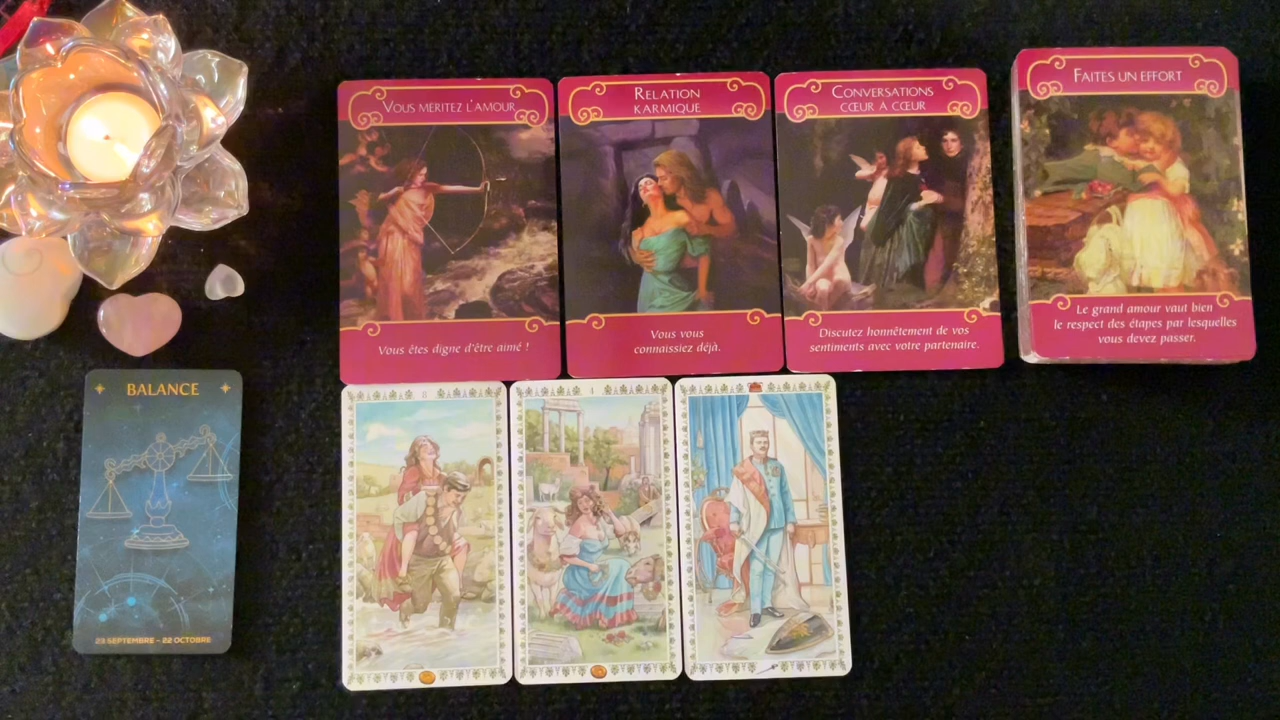 VOUS MÉRITEZ L'AMOUR
Vous êtes digne d'être aimé !
RELATION
KARMIQUE
Vous vous
connaissiez déjà.
CONVERSATIONS
CŒUR À CŒUR
Discutez honnêtement de vos
sentiments avec votre partenaire.
FAITES UN EFFORT
Le grand amour vaut bien
le respect des étapes par lesquelles
vous devez passer.
BALANCE
23 SEPTEMBRE - 22 OCTOBRE
8